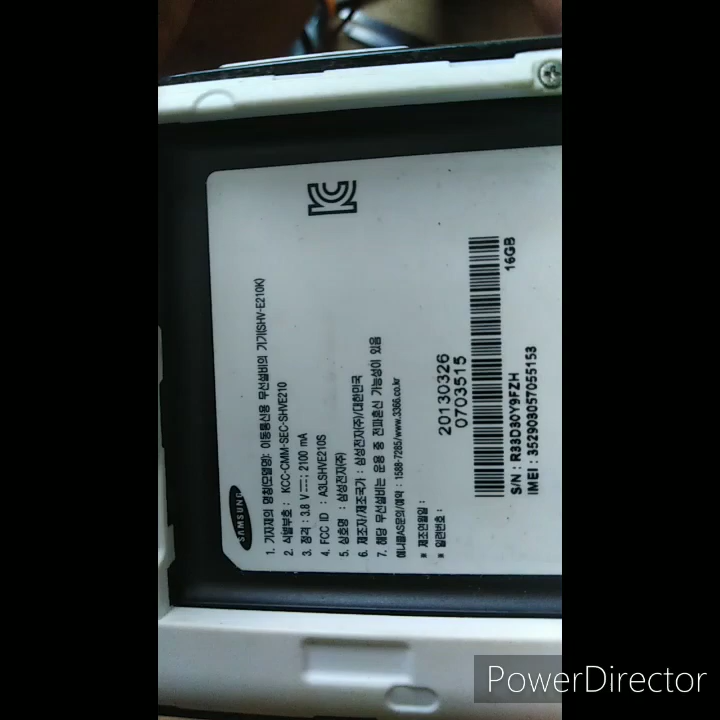 SAMSUNG
1. 기자재의 명칭(모델명): 이동통신용 무선설비의 기기(SHV-E210K)
2. 식별부호 : KCC-CMM-SEC-SHVE210
3. 정격 : 3.8 V ⎓; 2100 mA
4. FCC ID : A3LSHVE210S
5. 상호명 : 삼성전자(주)
6. 제조자/제조국가 : 삼성전자(주)/대한민국
7. 해당 무선설비는 운용 중 전파혼신 가능성이 있음
애니콜AS문의/예약 : 1588-7285/www.3366.co.kr
* 제조연월일 :
20130326
* 일련번호 :
0703515
16GB
S/N : R33D30Y9FZH
IMEI : 352903057055153
PowerDirector